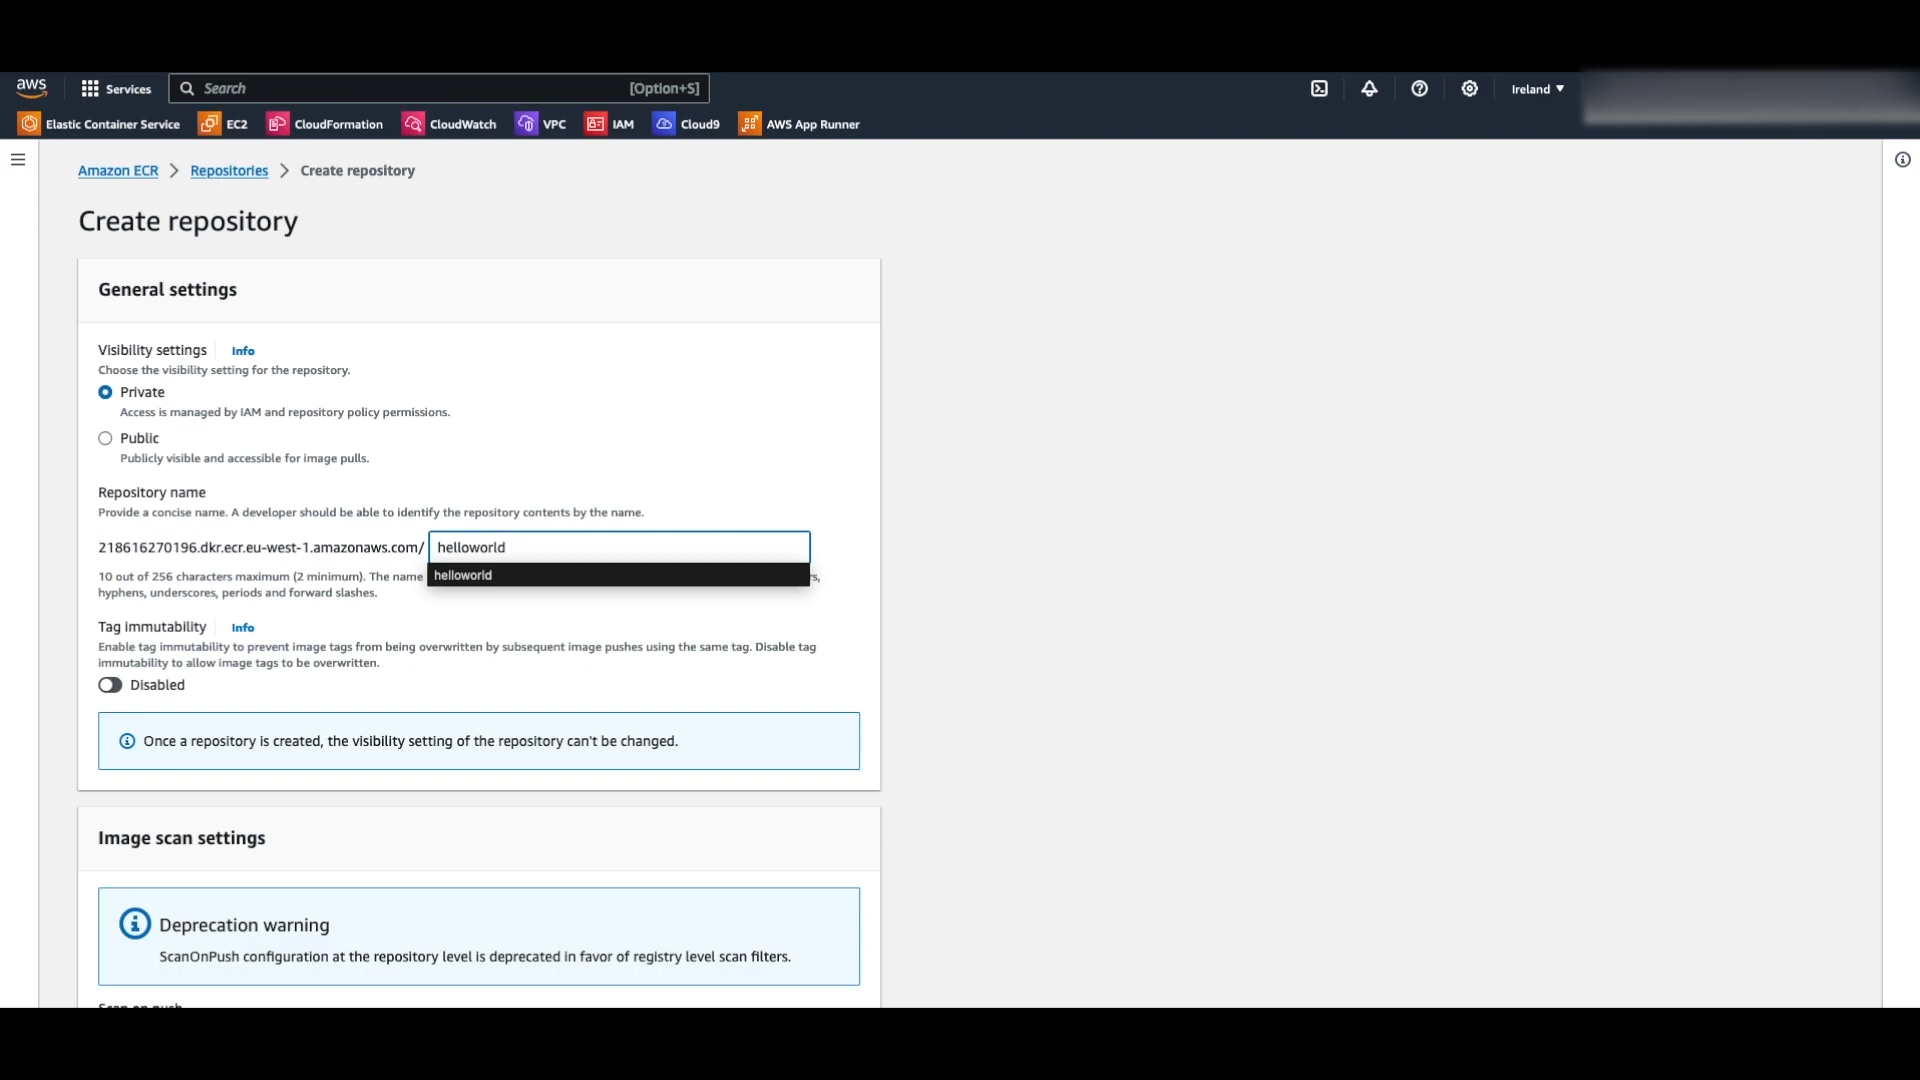 aws
Services
Search
[Option+S]
Ireland
Elastic Container Service
EC2
CloudFormation
CloudWatch
VPC
IAM
Cloud9
AWS App Runner
Amazon ECR
Repositories
Create repository
Create repository
General settings
Visibility settings
Info
Choose the visibility setting for the repository.
Private
Access is managed by IAM and repository policy permissions.
Public
Publicly visible and accessible for image pulls.
Repository name
Provide a concise name. A developer should be able to identify the repository contents by the name.
218616270196.dkr.ecr.eu-west-1.amazonaws.com/
helloworld
helloworld
10 out of 256 characters maximum (2 minimum). The name
hyphens, underscores, periods and forward slashes.
Tag immutability
Info
Enable tag immutability to prevent image tags from being overwritten by subsequent image pushes using the same tag. Disable tag
immutability to allow image tags to be overwritten.
Disabled
Once a repository is created, the visibility setting of the repository can't be changed.
Image scan settings
Deprecation warning
ScanOnPush configuration at the repository level is deprecated in favor of registry level scan filters.